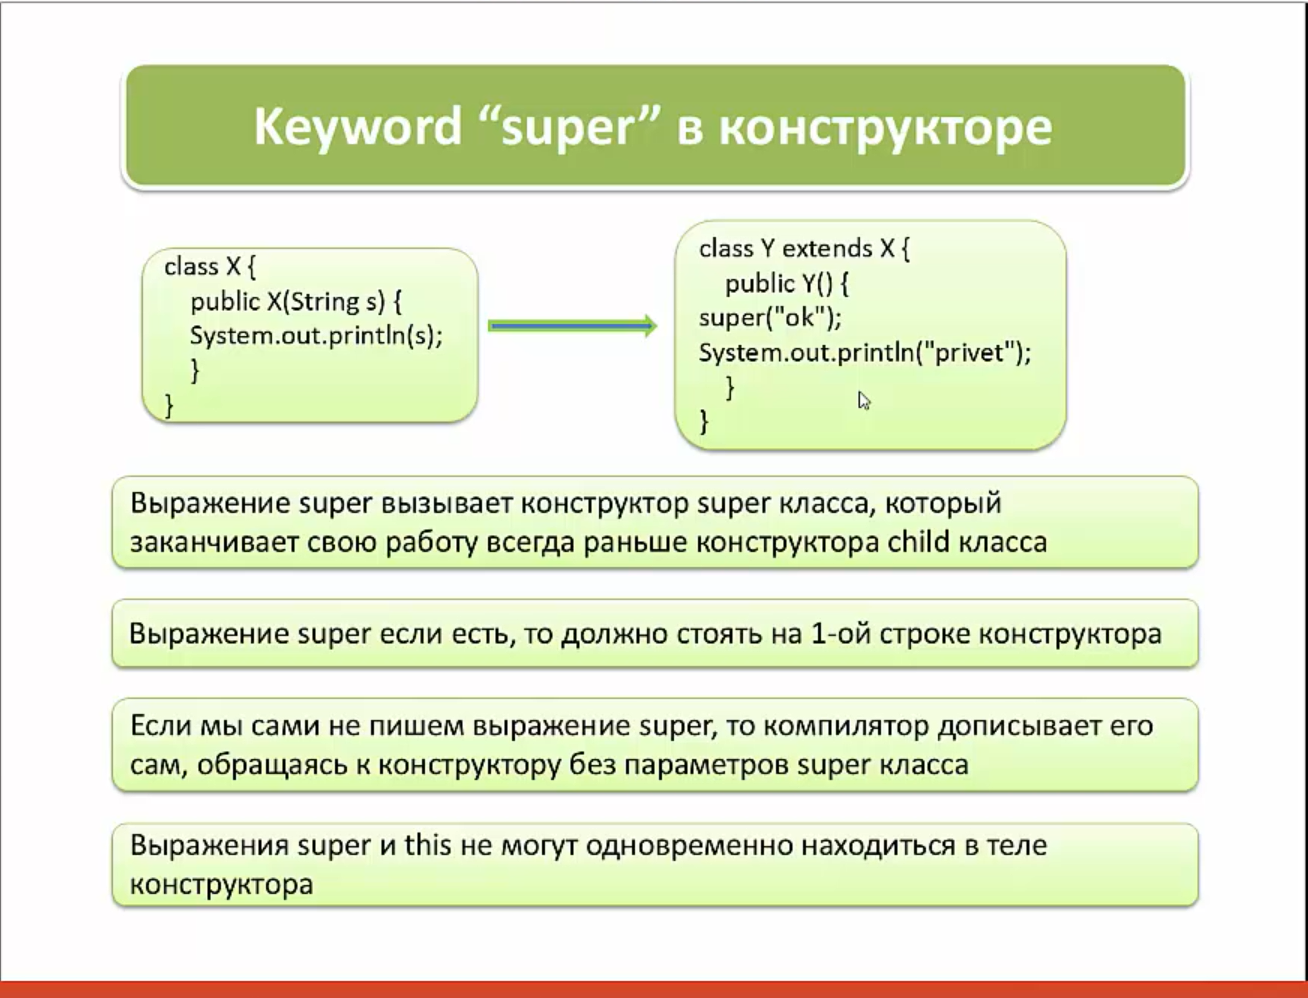 Keyword “super” в конструкторе
class X {
public X(String s) {
System.out.println(s);
}
}
class Y extends X {
public Y() {
super("ok");
System.out.println("privet");
}
}
Выражение super вызывает конструктор super класса, который
заканчивает свою работу всегда раньше конструктора child класса
Выражение super если есть, то должно стоять на 1-ой строке конструктора
Если мы сами не пишем выражение super, то компилятор дописывает его
сам, обращаясь к конструктору без параметров super класса
Выражения super и this не могут одновременно находиться в теле
конструктора